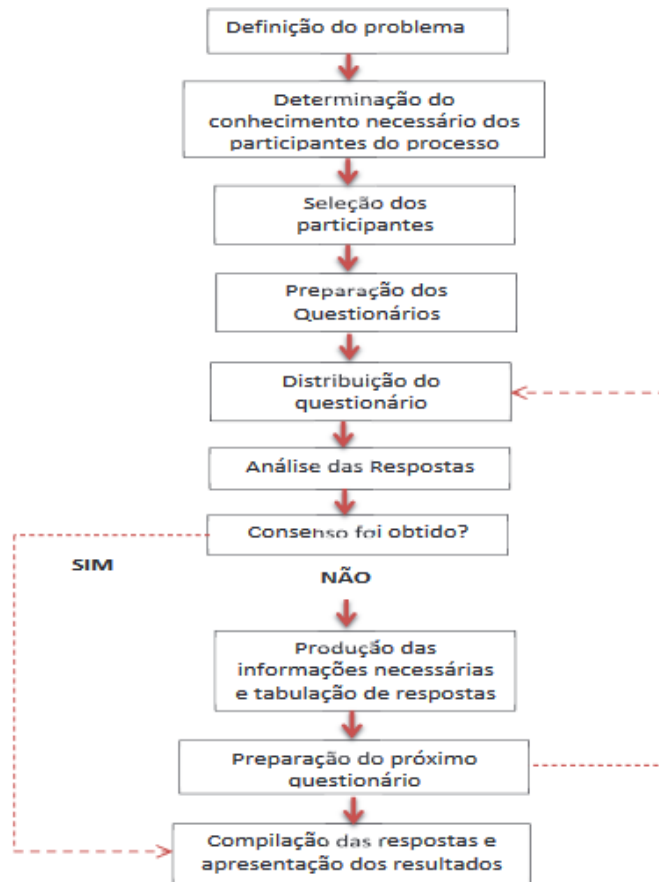 Definição do problema
Determinação do
conhecimento necessário dos
participantes do processo
Seleção dos
participantes
Preparação dos
Questionários
Distribuição do
questionário
Análise das Respostas
Consenso foi obtido?
SIM
NÃO
Produção das
informações necessárias
e tabulação de respostas
Preparação do próximo
questionário
Compilação das respostas e
apresentação dos resultados